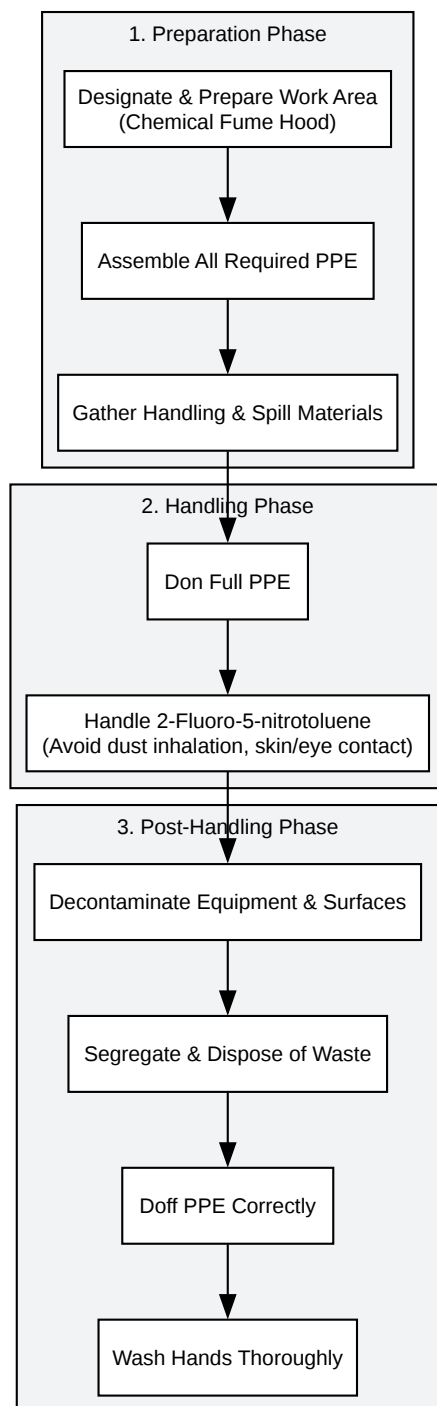 1. Preparation Phase
Designate & Prepare Work Area
(Chemical Fume Hood)
Assemble All Required PPE
Gather Handling & Spill Materials
2. Handling Phase
Don Full PPE
Handle 2-Fluoro-5-nitrotoluene
(Avoid dust inhalation, skin/eye contact)
3. Post-Handling Phase
Decontaminate Equipment & Surfaces
Segregate & Dispose of Waste
Doff PPE Correctly
Wash Hands Thoroughly